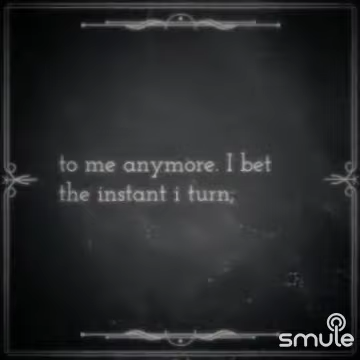 to me anymore. I bet
the instant i turn,
smule